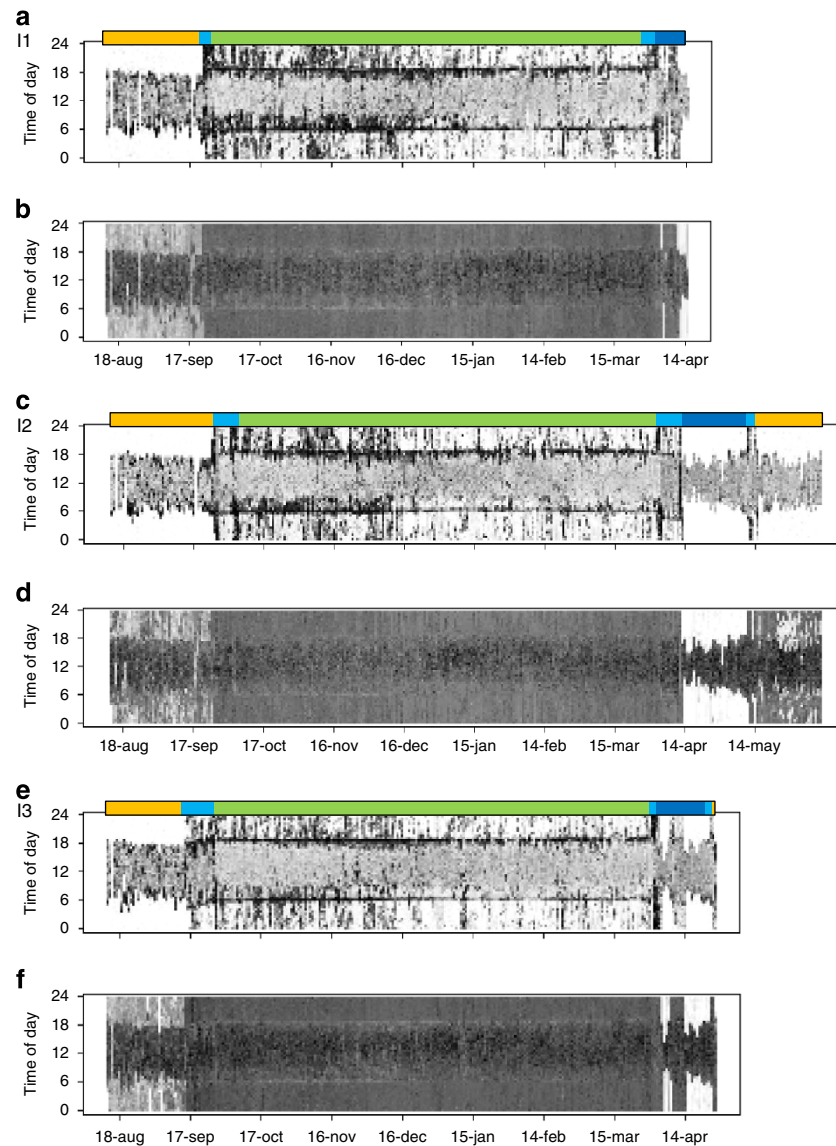 a
I1
24
18
12
6
0
Time of day
b
24
18
12
6
0
Time of day
18-aug 17-sep 17-oct 16-nov 16-dec 15-jan 14-feb 15-mar 14-apr
c
I2
24
18
12
6
0
Time of day
d
24
18
12
6
0
Time of day
18-aug 17-sep 17-oct 16-nov 16-dec 15-jan 14-feb 15-mar 14-apr 14-may
e
I3
24
18
12
6
0
Time of day
f
24
18
12
6
0
Time of day
18-aug 17-sep 17-oct 16-nov 16-dec 15-jan 14-feb 15-mar 14-apr